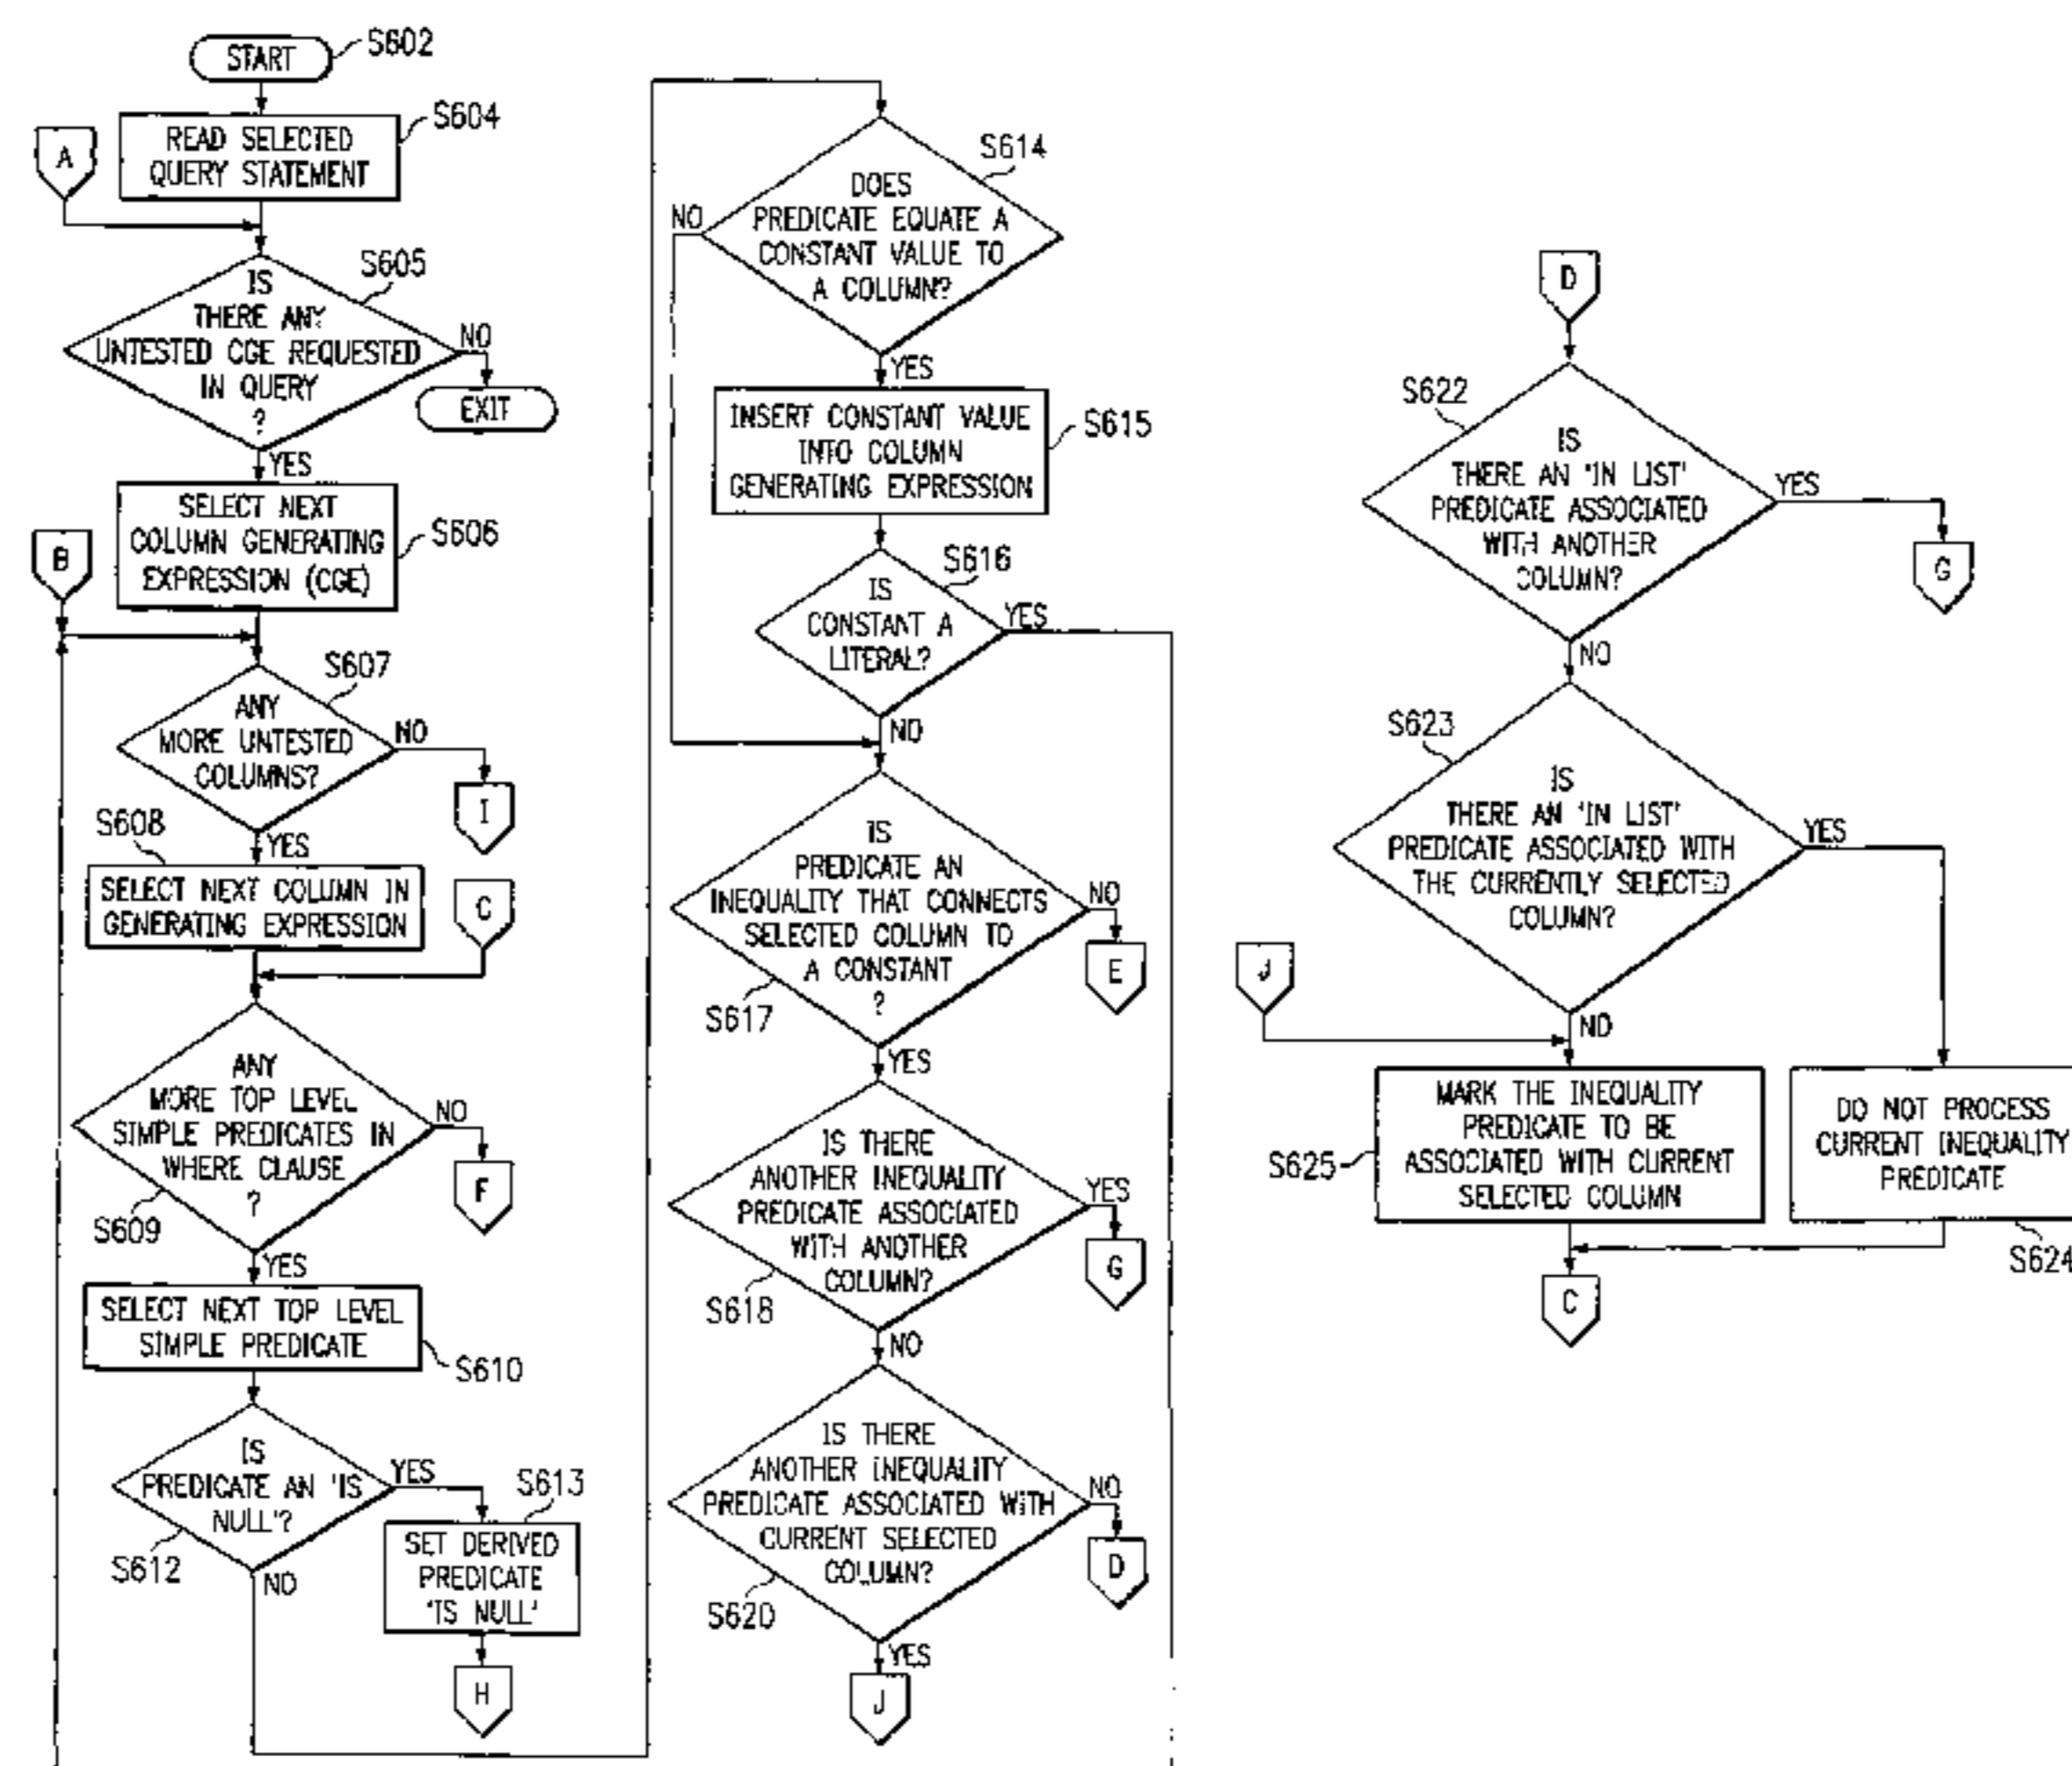 START
S602
READ SELECTED
QUERY STATEMENT
S604
A
IS
THERE ANY
UNTESTED CGE REQUESTED
IN QUERY
?
S605
NO
EXIT
YES
SELECT NEXT
COLUMN GENERATING
EXPRESSION (CGE)
S606
B
ANY
MORE UNTESTED
COLUMNS?
S607
NO
I
YES
S608
SELECT NEXT COLUMN IN
GENERATING EXPRESSION
C
ANY
MORE TOP LEVEL
SIMPLE PREDICATES IN
WHERE CLAUSE
?
S609
NO
F
YES
SELECT NEXT TOP LEVEL
SIMPLE PREDICATE
S610
IS
PREDICATE AN 'IS
NULL'?
S612
YES
S613
SET DERIVED
PREDICATE
'IS NULL'
H
NO
DOES
PREDICATE EQUATE A
CONSTANT VALUE TO
A COLUMN?
S614
NO
YES
INSERT CONSTANT VALUE
INTO COLUMN
GENERATING EXPRESSION
S615
IS
CONSTANT A
LITERAL?
S616
YES
NO
IS
PREDICATE AN
INEQUALITY THAT CONNECTS
SELECTED COLUMN TO
A CONSTANT
?
S617
NO
E
YES
IS THERE
ANOTHER INEQUALITY
PREDICATE ASSOCIATED
WITH ANOTHER
COLUMN?
S618
YES
G
NO
IS THERE
ANOTHER INEQUALITY
PREDICATE ASSOCIATED WITH
CURRENT SELECTED
COLUMN?
S620
NO
D
YES
J
D
S622
IS
THERE AN 'IN LIST'
PREDICATE ASSOCIATED
WITH ANOTHER
COLUMN?
YES
G
NO
S623
IS
THERE AN 'IN LIST'
PREDICATE ASSOCIATED WITH
THE CURRENTLY SELECTED
COLUMN?
YES
J
NO
MARK THE INEQUALITY
PREDICATE TO BE
ASSOCIATED WITH CURRENT
SELECTED COLUMN
S625
DO NOT PROCESS
CURRENT INEQUALITY
PREDICATE
S624
C